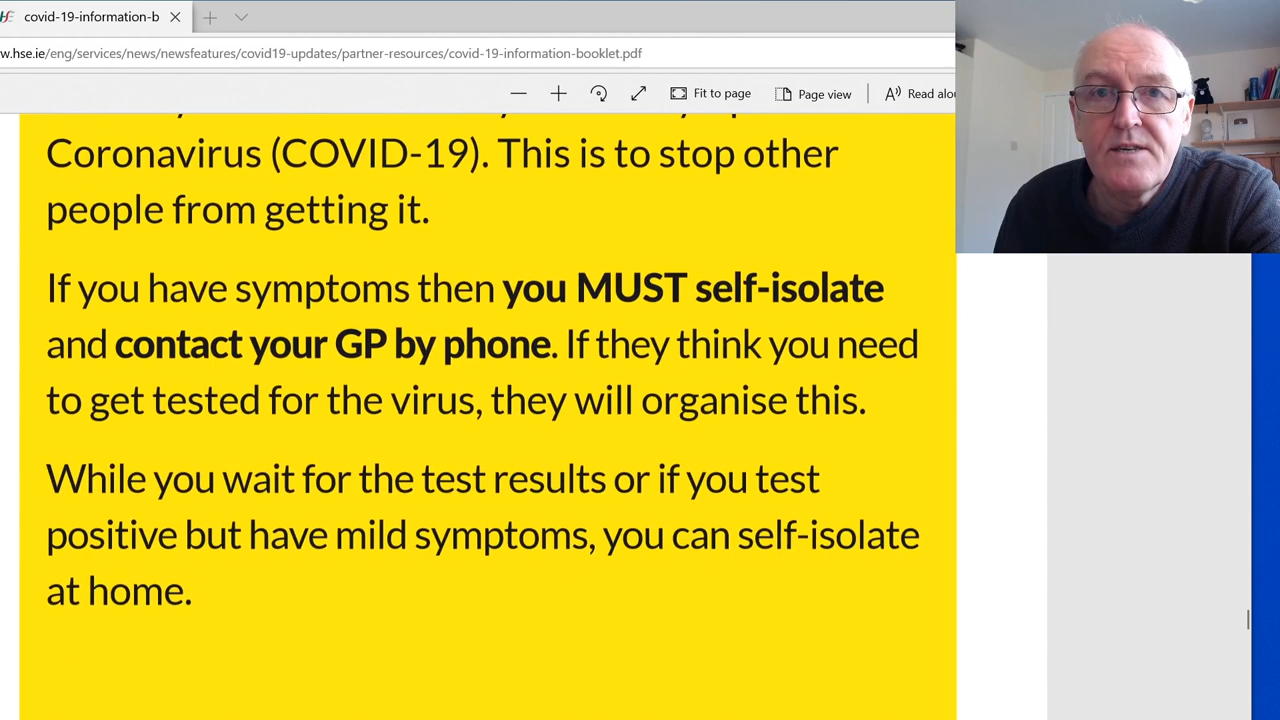 covid-19-information-b
w.hse.ie/eng/services/news/newsfeatures/covid19-updates/partner-resources/covid-19-information-booklet.pdf
Fit to page
Page view
Read
Coronavirus (COVID-19). This is to stop other
people from getting it.
If you have symptoms then you MUST self-isolate
and contact your GP by phone. If they think you need
to get tested for the virus, they will organise this.
While you wait for the test results or if you test
positive but have mild symptoms, you can self-isolate
at home.